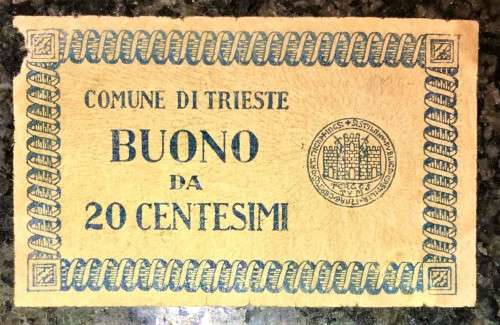 COMUNE DI TRIESTE
BUONO
DA
20 CENTESIMI